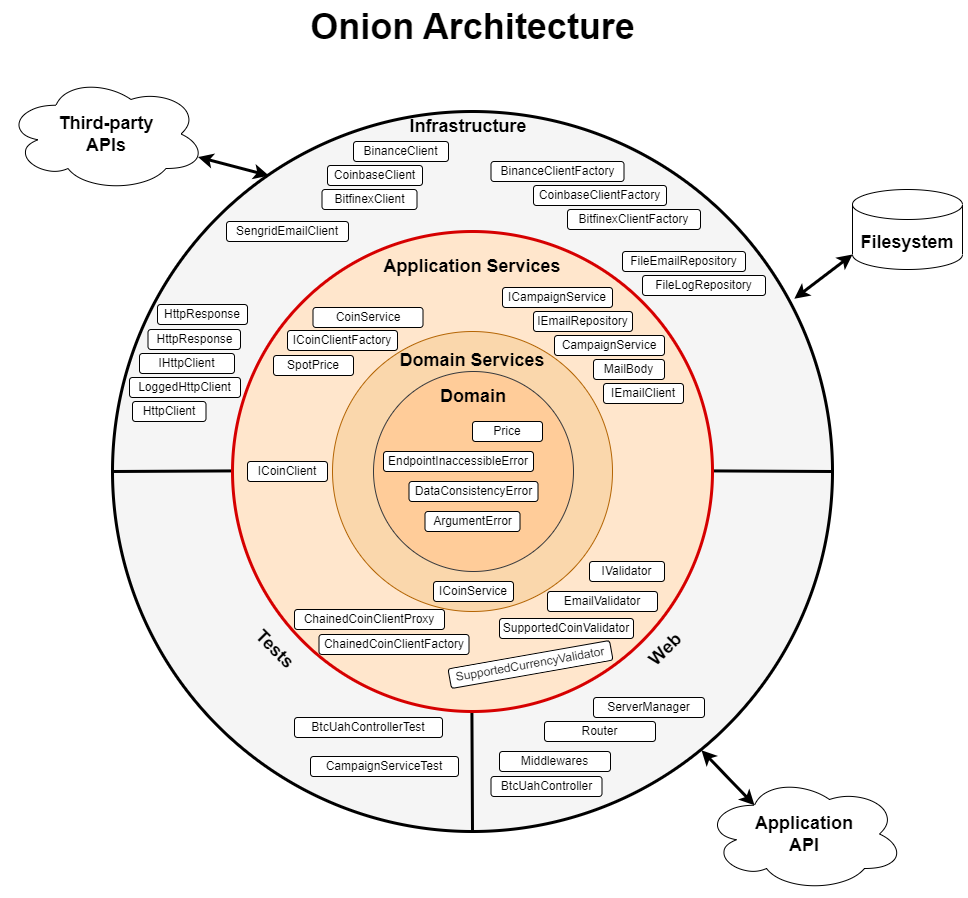 Onion Architecture
Third-party
APIs
Infrastructure
BinanceClient
CoinbaseClient
BitfinexClient
SengridEmailClient
BinanceClientFactory
CoinbaseClientFactory
BitfinexClientFactory
FileEmailRepository
FileLogRepository
Filesystem
HttpResponse
HttpResponse
IHttpClient
LoggedHttpClient
HttpClient
Application Services
CoinService
ICoinClientFactory
SpotPrice
ICampaignService
IEmailRepository
CampaignService
MailBody
IEmailClient
Domain Services
Domain
Price
EndpointInaccessibleError
DataConsistencyError
ArgumentError
ICoinClient
ICoinService
IValidator
EmailValidator
SupportedCoinValidator
SupportedCurrencyValidator
ChainedCoinClientProxy
ChainedCoinClientFactory
Tests
Web
BtcUahControllerTest
CampaignServiceTest
ServerManager
Router
Middlewares
BtcUahController
Application
API